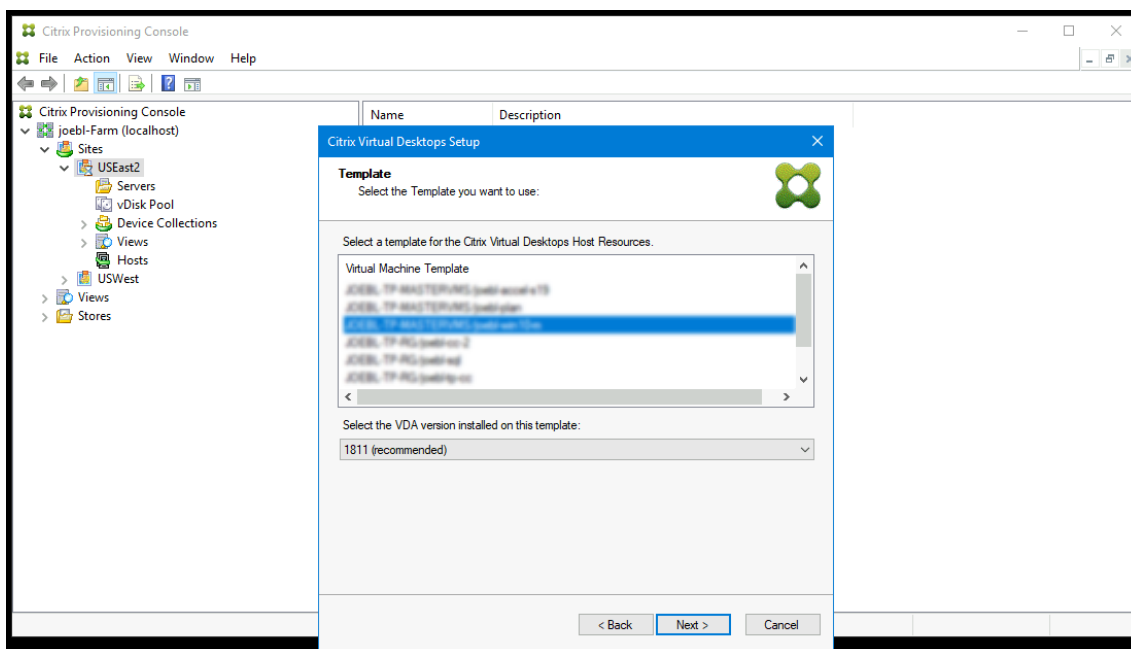 Citrix Provisioning Console
File Action View Window Help
Citrix Provisioning Console
joebl-Farm (localhost)
Sites
USEast2
Servers
vDisk Pool
Device Collections
Views
Hosts
USWest
Views
Stores
Name Description
Citrix Virtual Desktops Setup
Template
Select the Template you want to use:
Select a template for the Citrix Virtual Desktops Host Resources.
Virtual Machine Template
Select the VDA version installed on this template:
1811 (recommended)
< Back Next > Cancel